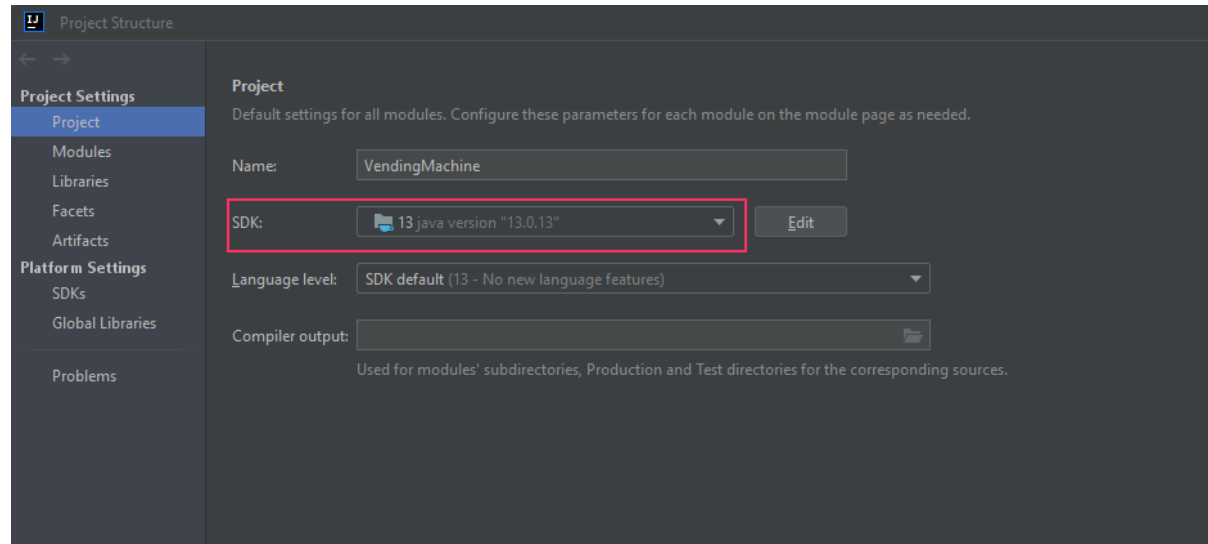 IJ Project Structure
Project Settings
Project
Modules
Libraries
Facets
Artifacts
Platform Settings
SDKs
Global Libraries
Problems
Project
Default settings for all modules. Configure these parameters for each module on the module page as needed.
Name: VendingMachine
SDK: 13 java version "13.0.13" Edit
Language level: SDK default (13 - No new language features)
Compiler output:
Used for modules' subdirectories, Production and Test directories for the corresponding sources.